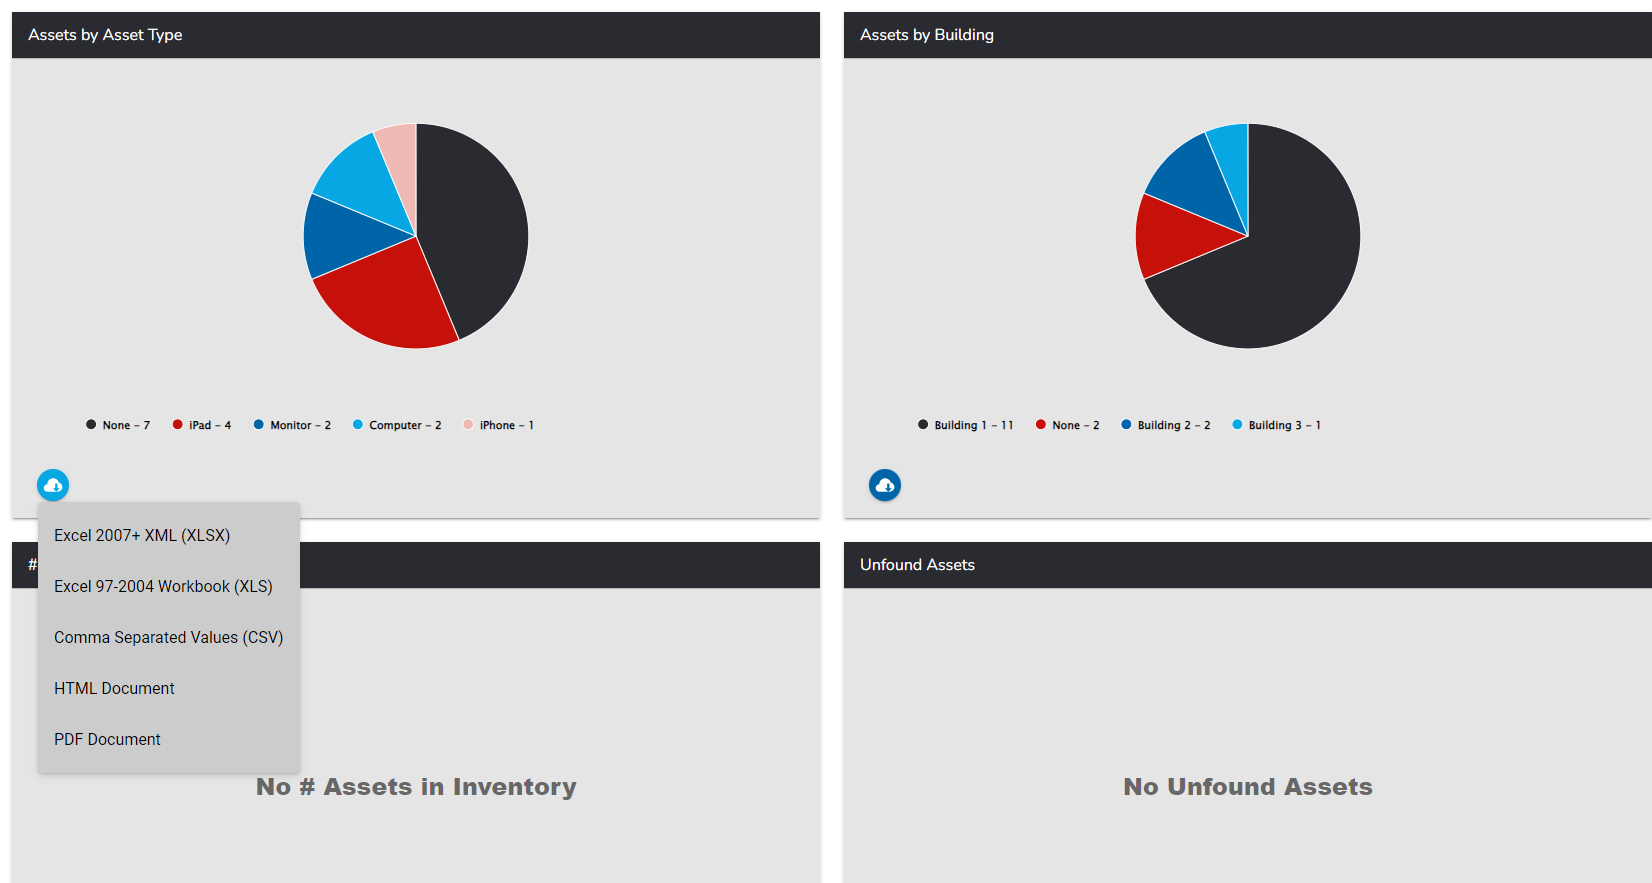 Assets by Asset Type
None – 7 iPad – 4 Monitor – 2 Computer – 2 iPhone – 1
Excel 2007+ XML (XLSX)
Excel 97-2004 Workbook (XLS)
Comma Separated Values (CSV)
HTML Document
PDF Document
#
No # Assets in Inventory
Assets by Building
Building 1 – 11 None – 2 Building 2 – 2 Building 3 – 1
Unfound Assets
No Unfound Assets